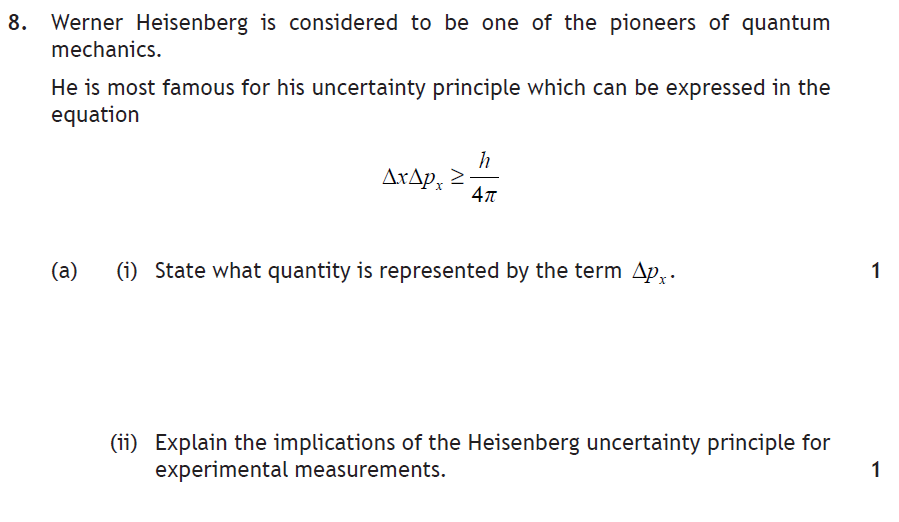 8. Werner Heisenberg is considered to be one of the pioneers of quantum
mechanics.
He is most famous for his uncertainty principle which can be expressed in the
equation
ΔxΔpₓ ≥ h/4π
(a) (i) State what quantity is represented by the term Δpₓ. 1
(ii) Explain the implications of the Heisenberg uncertainty principle for
experimental measurements. 1